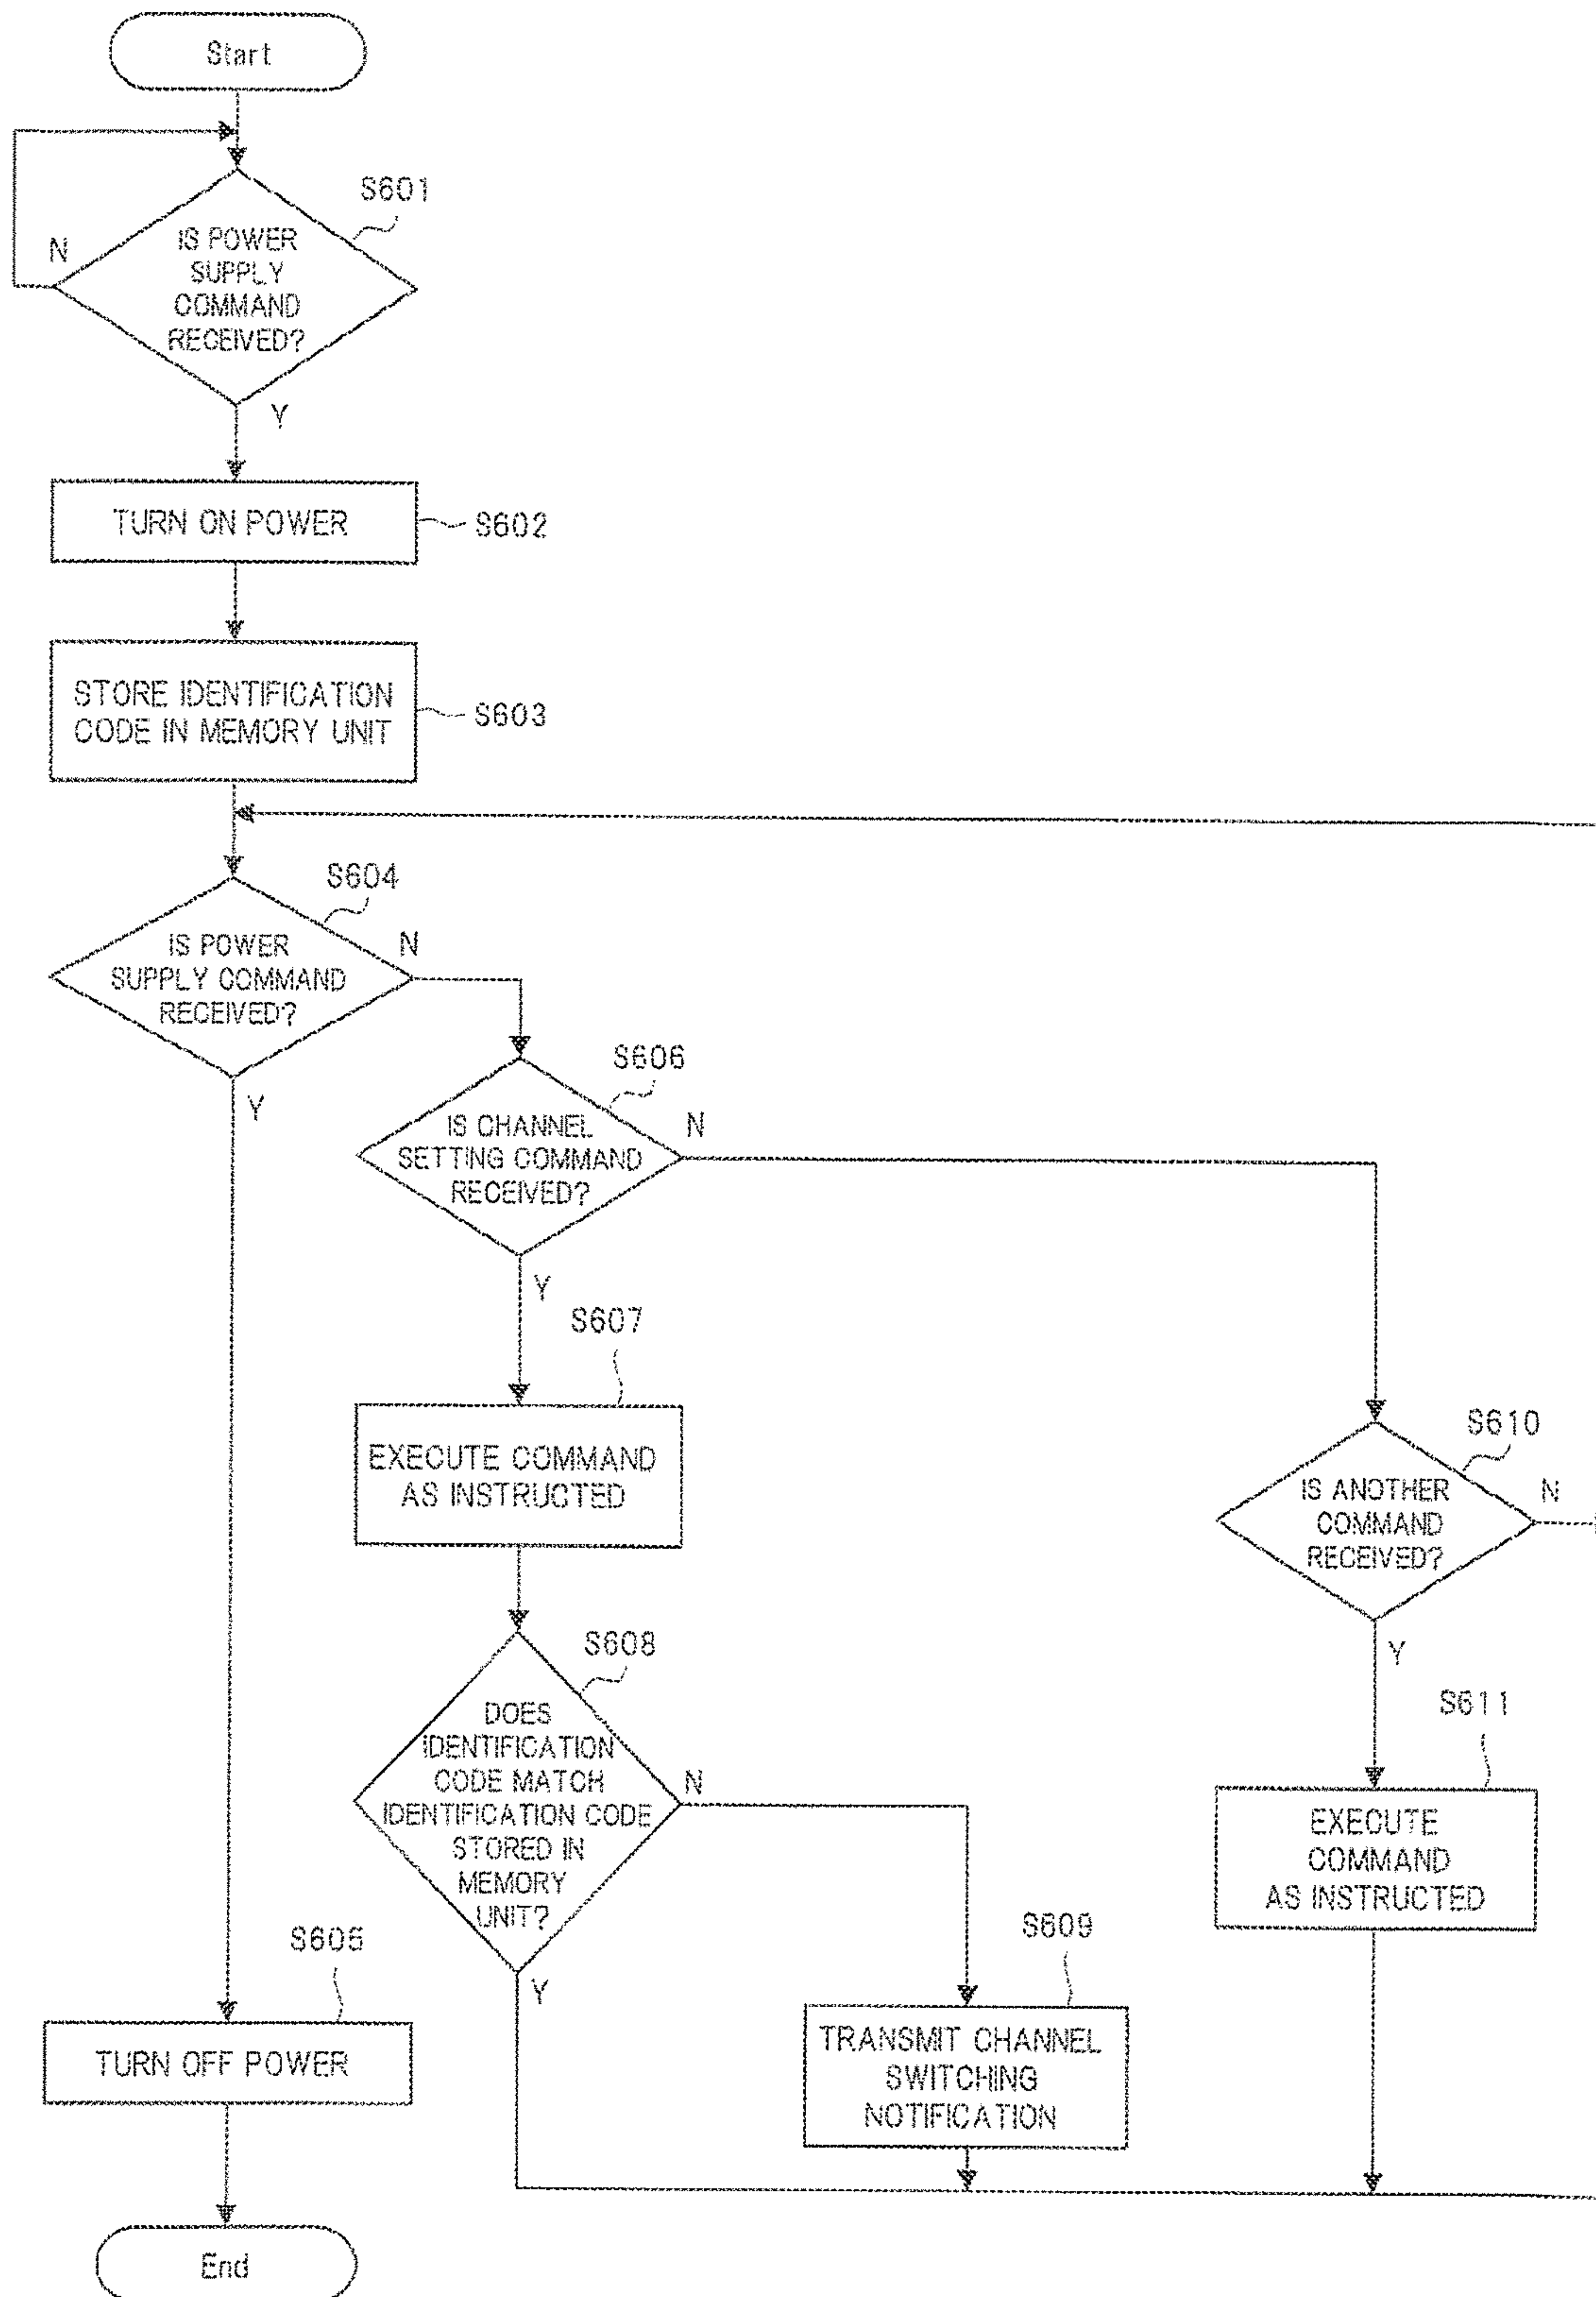 Start
S601
IS POWER
SUPPLY
COMMAND
RECEIVED?
N
Y
TURN ON POWER
S602
STORE IDENTIFICATION
CODE IN MEMORY UNIT
S603
S604
IS POWER
SUPPLY COMMAND
RECEIVED?
N
Y
S606
IS CHANNEL
SETTING COMMAND
RECEIVED?
N
Y
S607
EXECUTE COMMAND
AS INSTRUCTED
S608
DOES
IDENTIFICATION
CODE MATCH
IDENTIFICATION CODE
STORED IN
MEMORY
UNIT?
N
Y
S609
TRANSMIT CHANNEL
SWITCHING
NOTIFICATION
S610
IS ANOTHER
COMMAND
RECEIVED?
N
Y
S611
EXECUTE
COMMAND
AS INSTRUCTED
S605
TURN OFF POWER
End